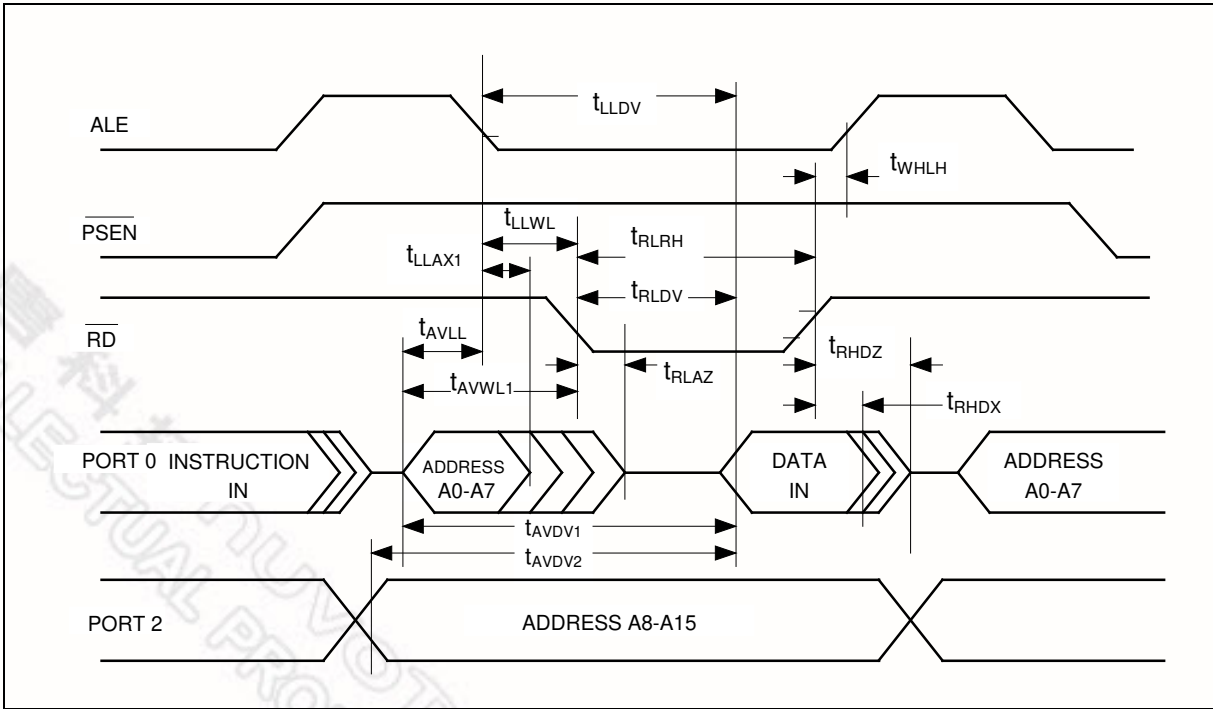 ALE
tLLDV
tWHLH
PSEN
tLLWL
tRLRH
tLLAX1
tRLDV
RD
tAVLL
tRHDZ
tRLAZ
tAVWL1
tRHDX
PORT 0
INSTRUCTION
IN
ADDRESS
A0-A7
DATA
IN
ADDRESS
A0-A7
tAVDV1
tAVDV2
PORT 2
ADDRESS A8-A15